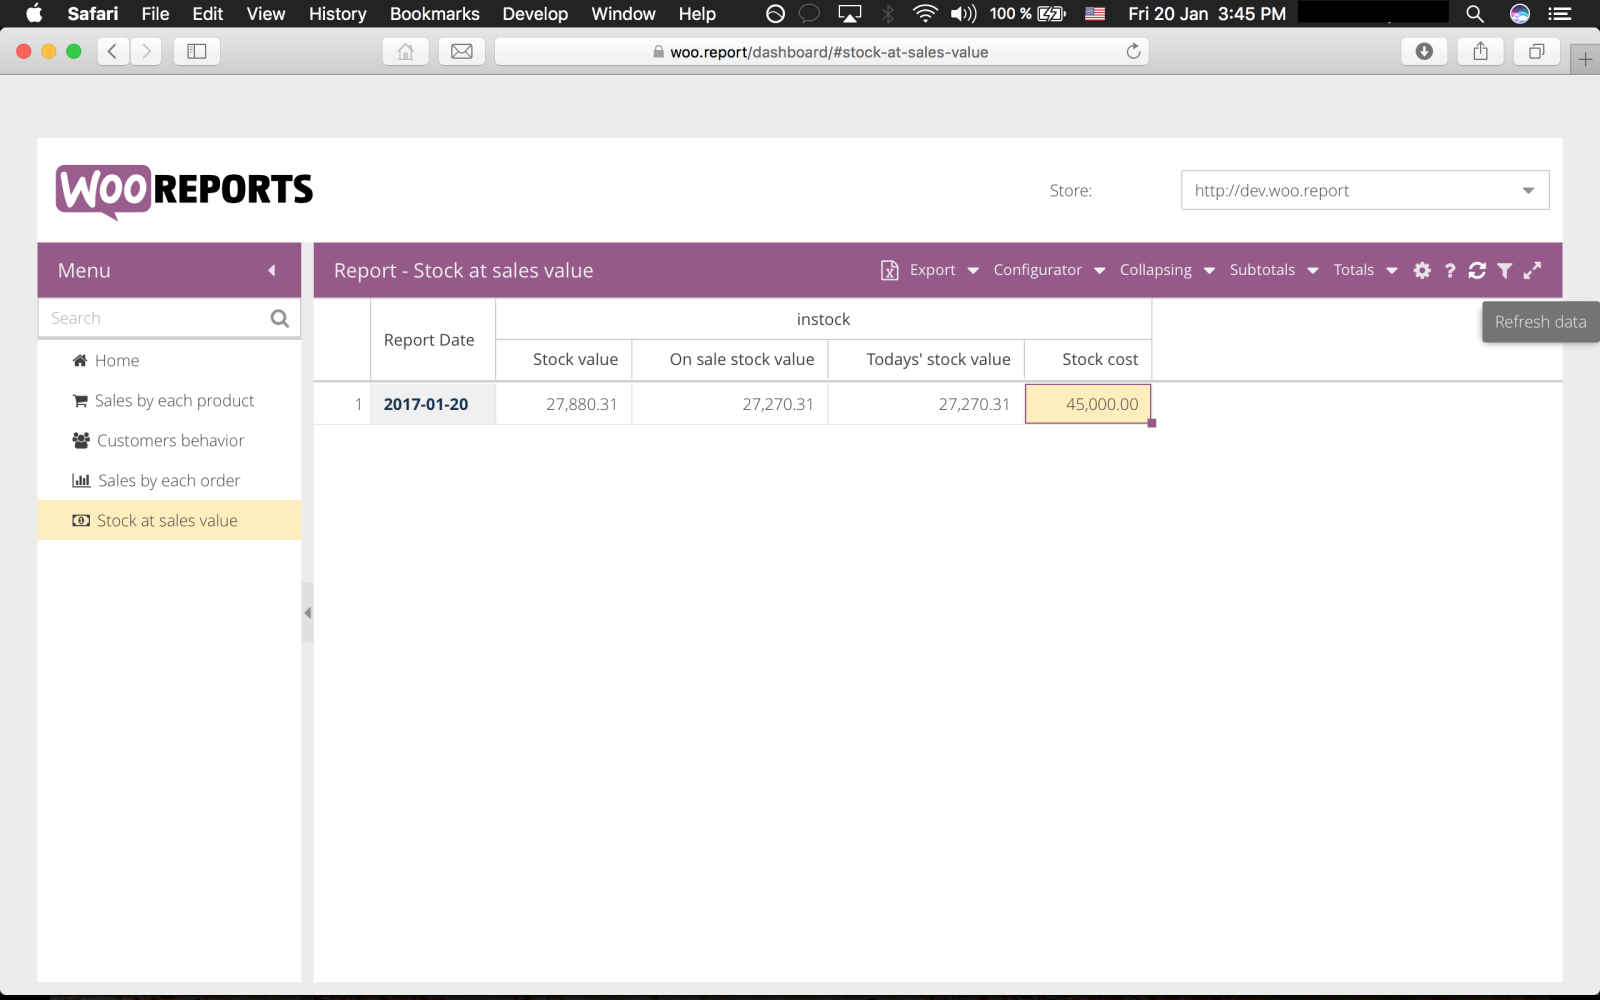 Safari File Edit View History Bookmarks Develop Window Help 100 % Fri 20 Jan 3:45 PM
woo.report/dashboard/#stock-at-sales-value
WOO REPORTS
Store:
http://dev.woo.report
Menu
Report - Stock at sales value
Export Configurator Collapsing Subtotals Totals ?
Refresh data
Search
Home
Sales by each product
Customers behavior
Sales by each order
Stock at sales value
Report Date
instock
Stock value On sale stock value Todays' stock value Stock cost
1 2017-01-20 27,880.31 27,270.31 27,270.31 45,000.00